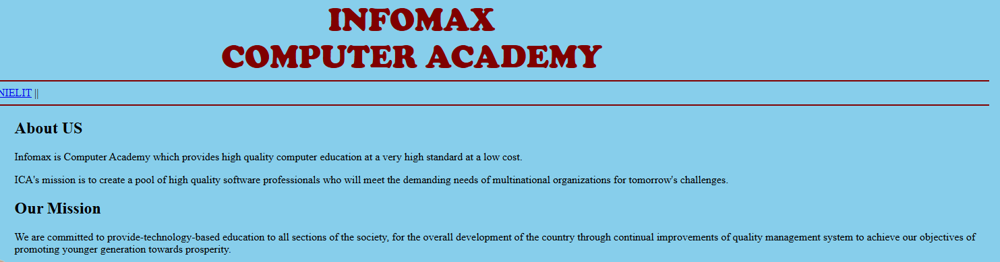 INFOMAX
COMPUTER ACADEMY
NIELIT ||
About US
Infomax is Computer Academy which provides high quality computer education at a very high standard at a low cost.
ICA's mission is to create a pool of high quality software professionals who will meet the demanding needs of multinational organizations for tomorrow's challenges.
Our Mission
We are committed to provide-technology-based education to all sections of the society, for the overall development of the country through continual improvements of quality management system to achieve our objectives of
promoting younger generation towards prosperity.